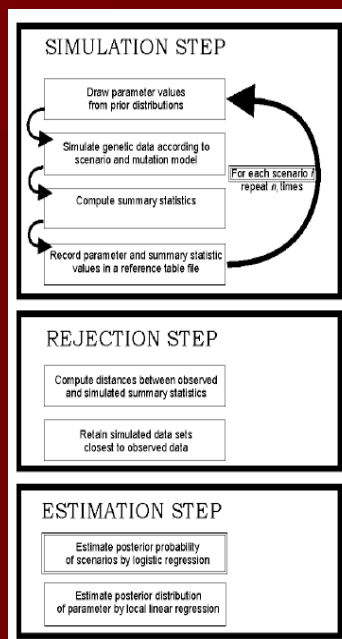 SIMULATION STEP
Draw parameter values
from prior distributions
Simulate genetic data according to
scenario and mutation model
For each scenario i
repeat nᵢ times
Compute summary statistics
Record parameter and summary statistic
values in a reference table file
REJECTION STEP
Compute distances between observed
and simulated summary statistics
Retain simulated data sets
closest to observed data
ESTIMATION STEP
Estimate posterior probability
of scenarios by logistic regression
Estimate posterior distribution
of parameter by local linear regression